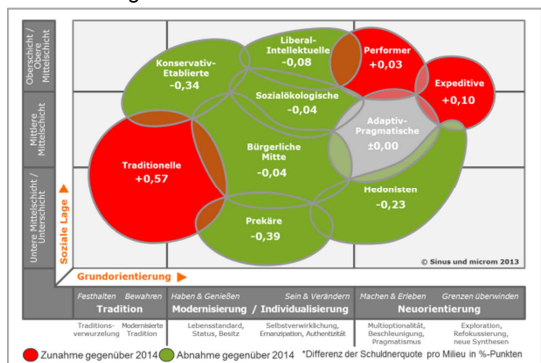 Oberschicht /
Obere
Mittelschicht
Mittlere
Mittelschicht
Untere Mittelschicht /
Unterschicht
Soziale Lage
Konservativ-
Etablierte
-0,34
Liberal-
Intellektuelle
-0,08
Performer
+0,03
Expeditive
+0,10
Sozialökologische
-0,04
Adaptiv-
Pragmatische
±0,00
Traditionelle
+0,57
Bürgerliche
Mitte
-0,04
Hedonisten
-0,23
Prekäre
-0,39
© Sinus und microm 2013
Grundorientierung
Festhalten Bewahren
Tradition
Haben & Genießen Sein & Verändern
Modernisierung / Individualisierung
Machen & Erleben Grenzen überwinden
Neuorientierung
Traditions-
verwurzelung
Modernisierte
Tradition
Lebensstandard,
Status, Besitz
Selbstverwirklichung,
Emanzipation, Authentizität
Multioptionalität,
Beschleunigung,
Pragmatismus
Exploration,
Refokussierung,
neue Synthesen
Zunahme gegenüber 2014 Abnahme gegenüber 2014 *Differenz der Schuldnerquote pro Milieu in %-Punkten